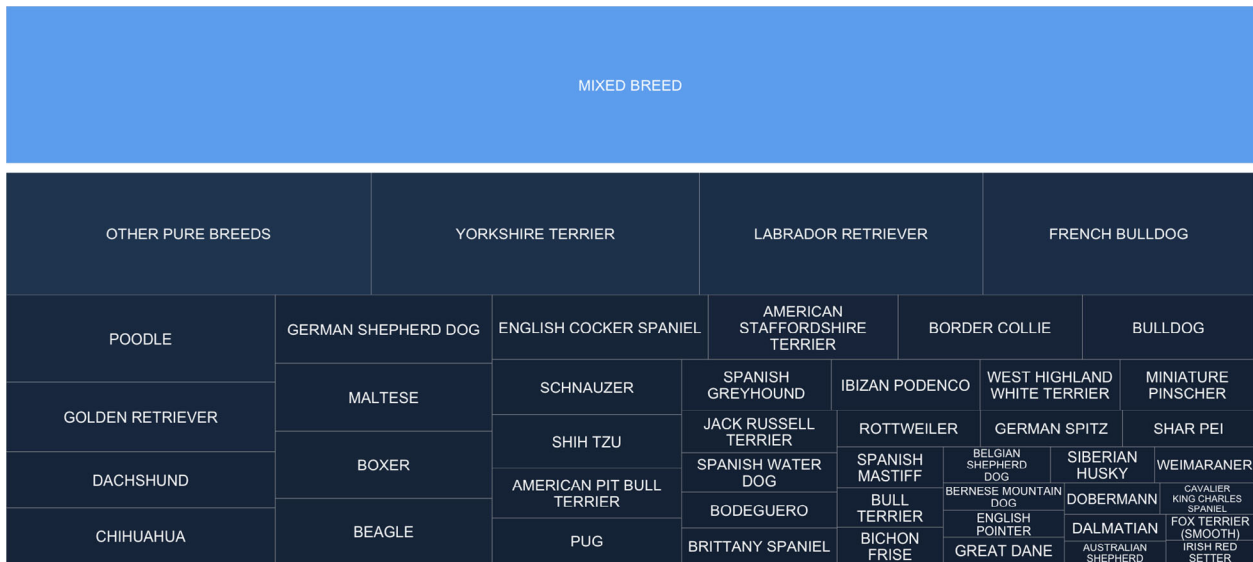 MIXED BREED
OTHER PURE BREEDS
YORKSHIRE TERRIER
LABRADOR RETRIEVER
FRENCH BULLDOG
POODLE
GOLDEN RETRIEVER
DACHSHUND
CHIHUAHUA
GERMAN SHEPHERD DOG
MALTESE
BOXER
BEAGLE
ENGLISH COCKER SPANIEL
AMERICAN
STAFFORDSHIRE
TERRIER
BORDER COLLIE
BULLDOG
SCHNAUZER
SHIH TZU
AMERICAN PIT BULL
TERRIER
PUG
SPANISH
GREYHOUND
JACK RUSSELL
TERRIER
SPANISH WATER
DOG
BODEGUERO
BRITTANY SPANIEL
IBIZAN PODENCO
WEST HIGHLAND
WHITE TERRIER
MINIATURE
PINSCHER
ROTTWEILER
GERMAN SPITZ
SHAR PEI
SPANISH
MASTIFF
BULL
TERRIER
BICHON
FRISE
BELGIAN
SHEPHERD
DOG
SIBERIAN
HUSKY
WEIMARANER
BERNESE MOUNTAIN
DOG
ENGLISH
POINTER
GREAT DANE
DOBERMANN
DALMATIAN
AUSTRALIAN
SHEPHERD
CAVALIER
KING CHARLES
SPANIEL
FOX TERRIER
(SMOOTH)
IRISH RED
SETTER